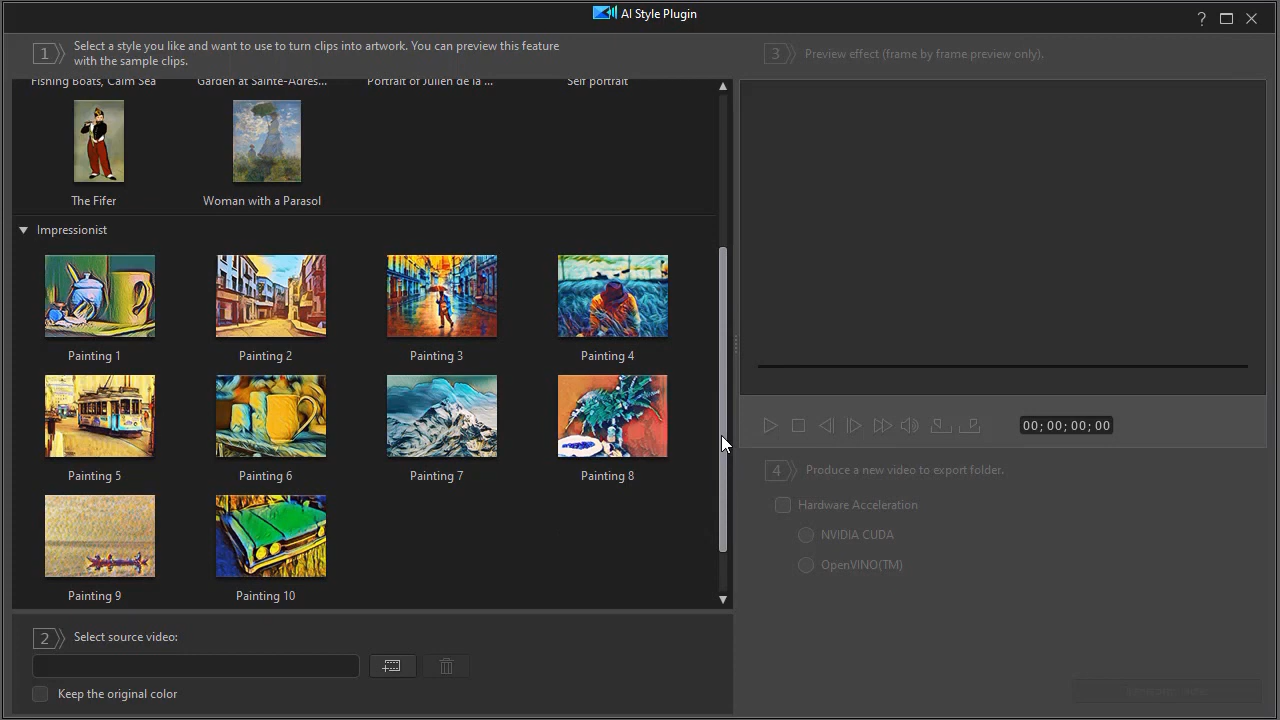 AI Style Plugin
?
1
Select a style you like and want to use to turn clips into artwork. You can preview this feature
with the sample clips.
3
Preview effect (frame by frame preview only).
Fishing Boats, Calm Sea
Garden at Sainte-Adres...
Portrait of Julien de la ...
Self portrait
The Fifer
Woman with a Parasol
Impressionist
Painting 1
Painting 2
Painting 3
Painting 4
Painting 5
Painting 6
Painting 7
Painting 8
Painting 9
Painting 10
00; 00; 00; 00
4
Produce a new video to export folder.
Hardware Acceleration
NVIDIA CUDA
OpenVINO(TM)
2
Select source video:
Keep the original color